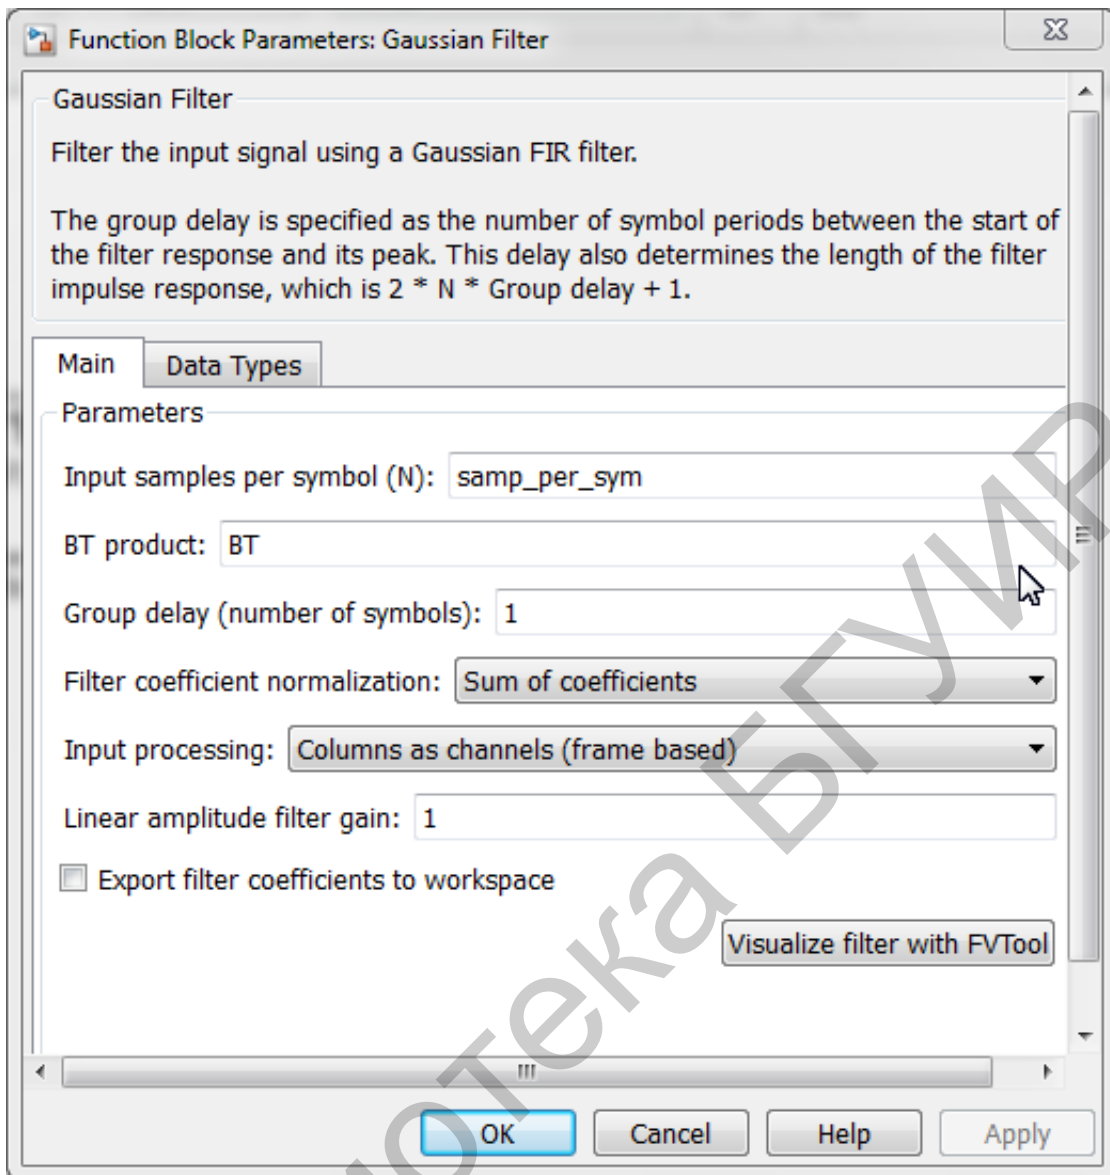 Function Block Parameters: Gaussian Filter
Gaussian Filter
Filter the input signal using a Gaussian FIR filter.
The group delay is specified as the number of symbol periods between the start of
the filter response and its peak. This delay also determines the length of the filter
impulse response, which is 2 * N * Group delay + 1.
Main Data Types
Parameters
Input samples per symbol (N): samp_per_sym
BT product: BT
Group delay (number of symbols): 1
Filter coefficient normalization: Sum of coefficients
Input processing: Columns as channels (frame based)
Linear amplitude filter gain: 1
Export filter coefficients to workspace
Visualize filter with FVTool
OK Cancel Help Apply
БГУИР